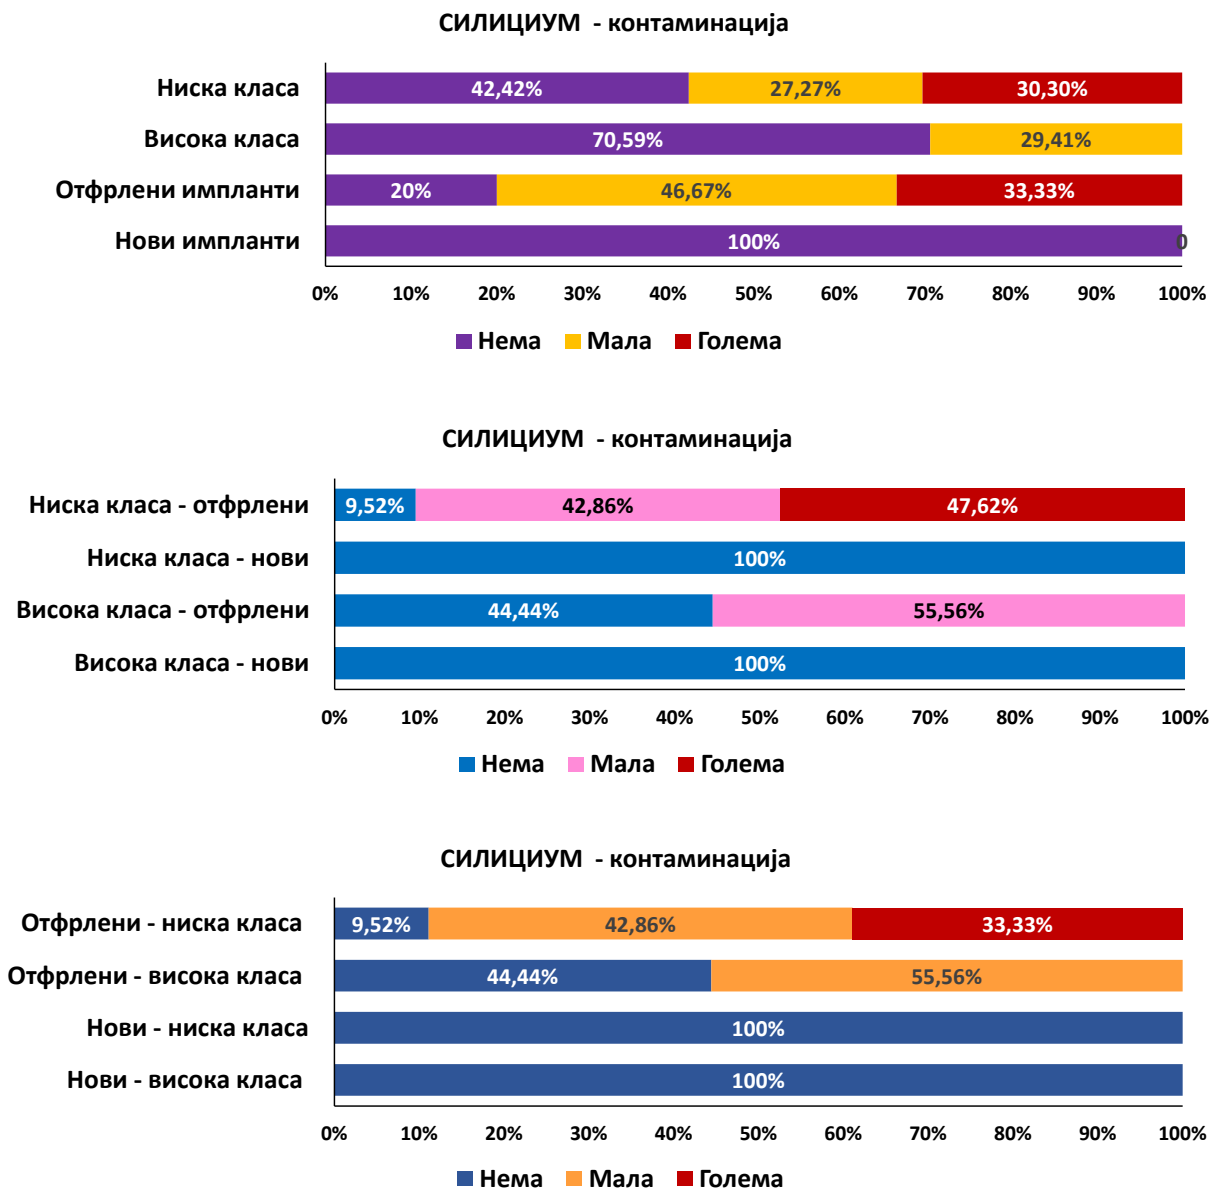 СИЛИЦИУМ - контаминација
Ниска класа 42,42% 27,27% 30,30%
Висока класа 70,59% 29,41%
Отфрлени импланти 20% 46,67% 33,33%
Нови импланти 100% 0
0% 10% 20% 30% 40% 50% 60% 70% 80% 90% 100%
Нема Мала Голема
СИЛИЦИУМ - контаминација
Ниска класа - отфрлени 9,52% 42,86% 47,62%
Ниска класа - нови 100%
Висока класа - отфрлени 44,44% 55,56%
Висока класа - нови 100%
0% 10% 20% 30% 40% 50% 60% 70% 80% 90% 100%
Нема Мала Голема
СИЛИЦИУМ - контаминација
Отфрлени - ниска класа 9,52% 42,86% 33,33%
Отфрлени - висока класа 44,44% 55,56%
Нови - ниска класа 100%
Нови - висока класа 100%
0% 10% 20% 30% 40% 50% 60% 70% 80% 90% 100%
Нема Мала Голема